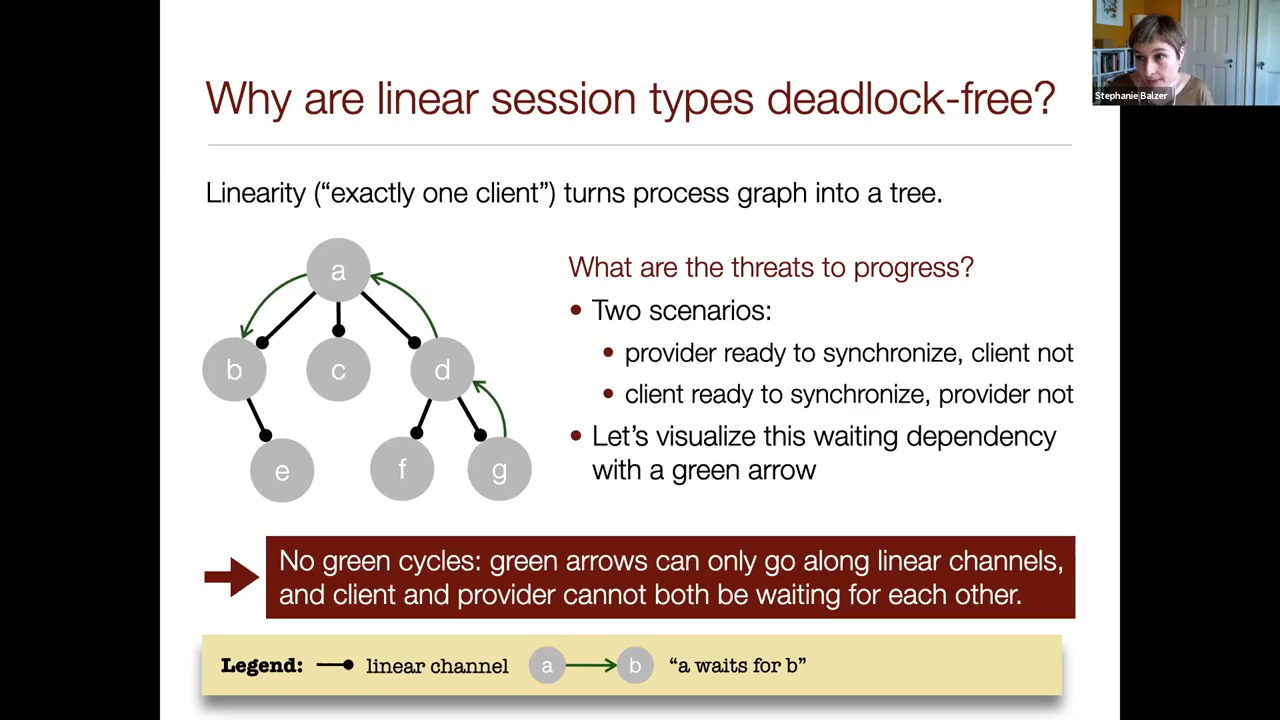 Why are linear session types deadlock-free?
Stephanie Balzer
Linearity (“exactly one client”) turns process graph into a tree.
a
b
c
d
e
f
g
What are the threats to progress?
• Two scenarios:
• provider ready to synchronize, client not
• client ready to synchronize, provider not
• Let's visualize this waiting dependency
with a green arrow
No green cycles: green arrows can only go along linear channels,
and client and provider cannot both be waiting for each other.
Legend: linear channel a b “a waits for b”